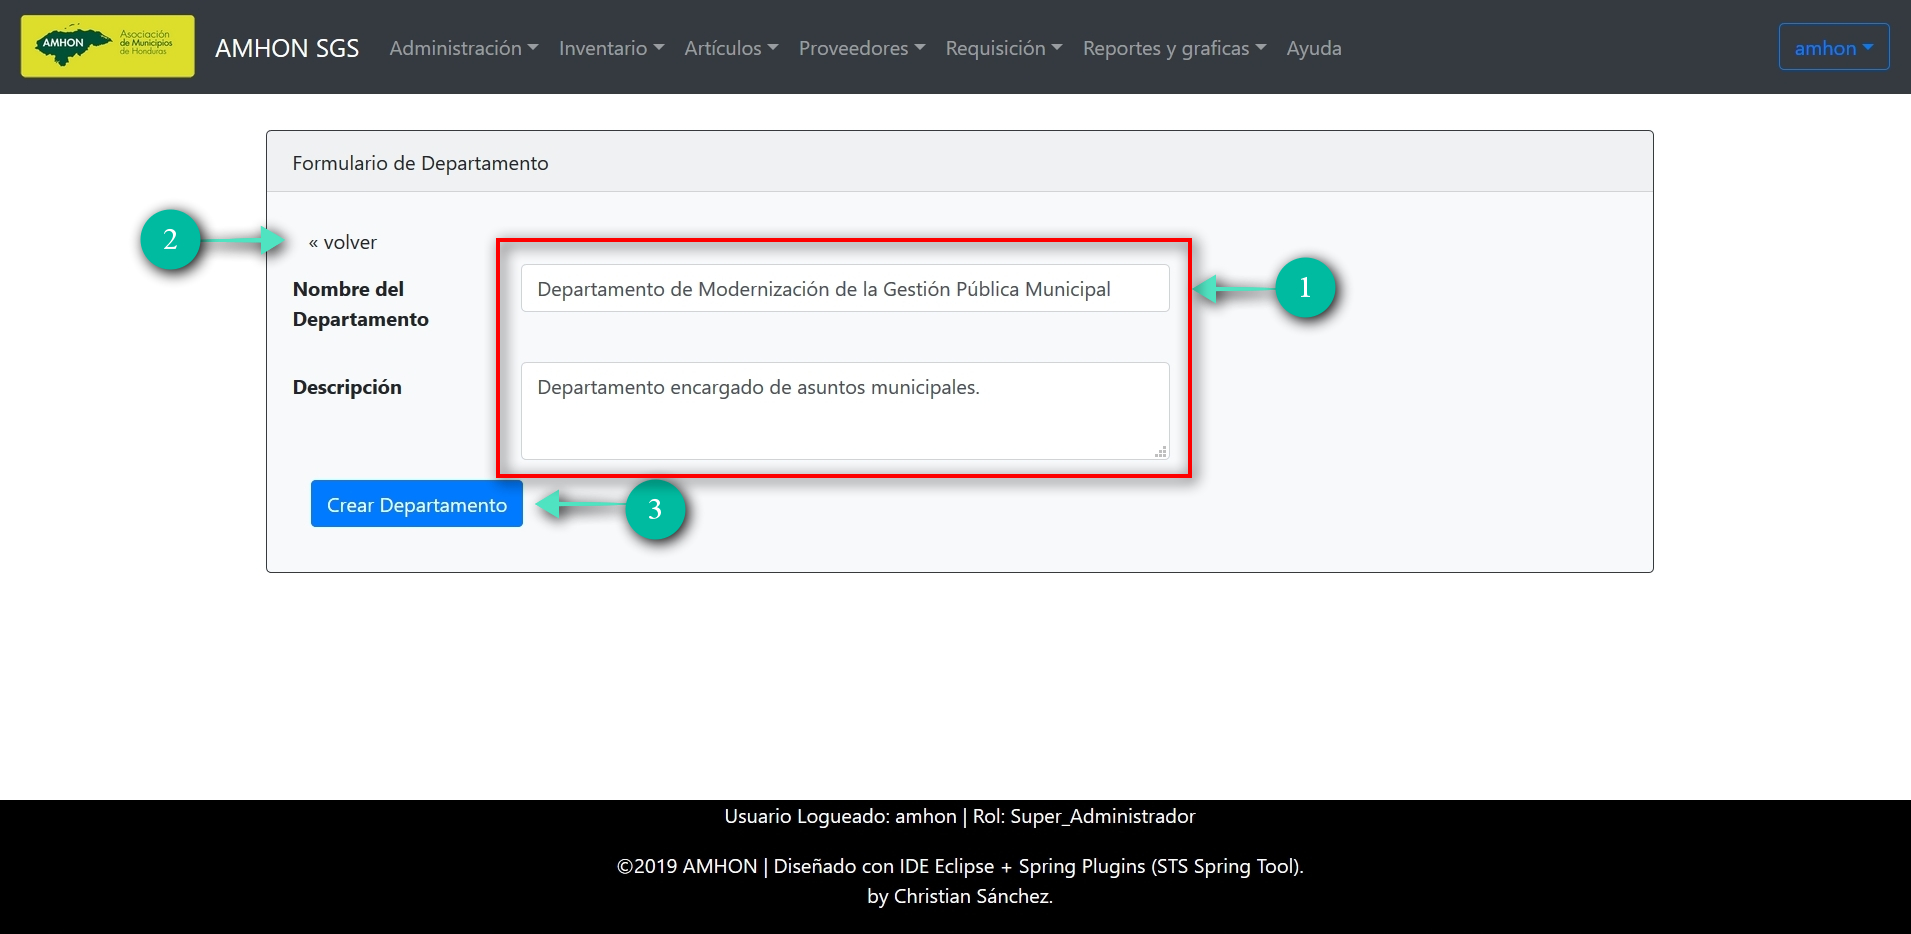 AMHON
Asociación
de Municipios
de Honduras
AMHON SGS Administración Inventario Artículos Proveedores Requisición Reportes y graficas Ayuda amhon
Formulario de Departamento
2 « volver
Nombre del
Departamento
Departamento de Modernización de la Gestión Pública Municipal 1
Descripción Departamento encargado de asuntos municipales.
Crear Departamento 3
Usuario Logueado: amhon | Rol: Super_Administrador
©2019 AMHON | Diseñado con IDE Eclipse + Spring Plugins (STS Spring Tool).
by Christian Sánchez.